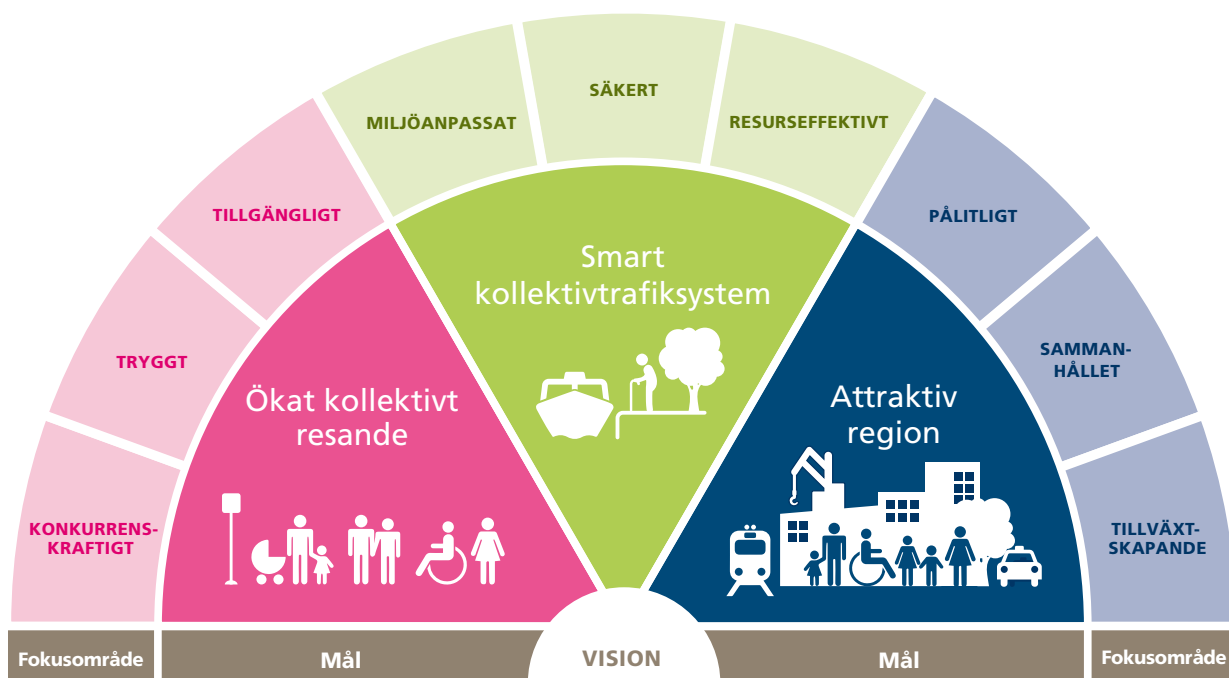 SÄKERT
MILJÖANPASSAT
RESURSEFFEKTIVT
TILLGÄNGLIGT
PÅLITLIGT
Smart
kollektivtrafiksystem
TRYGGT
SAMMAN-
HÅLLET
Ökat kollektivt
resande
Attraktiv
region
KONKURRENS-
KRAFTIGT
TILLVÄXT-
SKAPANDE
Fokusområde
Mål
VISION
Mål
Fokusområde